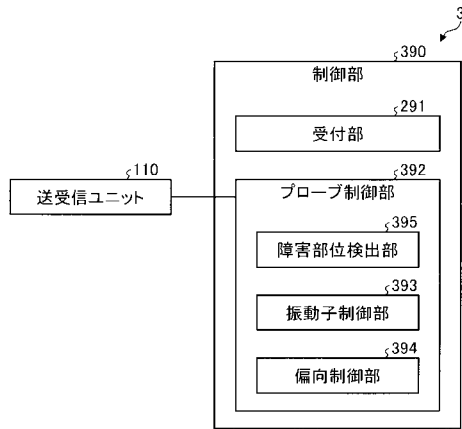 3
390
制御部
291
受付部
110
送受信ユニット
392
プローブ制御部
395
障害部位検出部
393
振動子制御部
394
偏向制御部